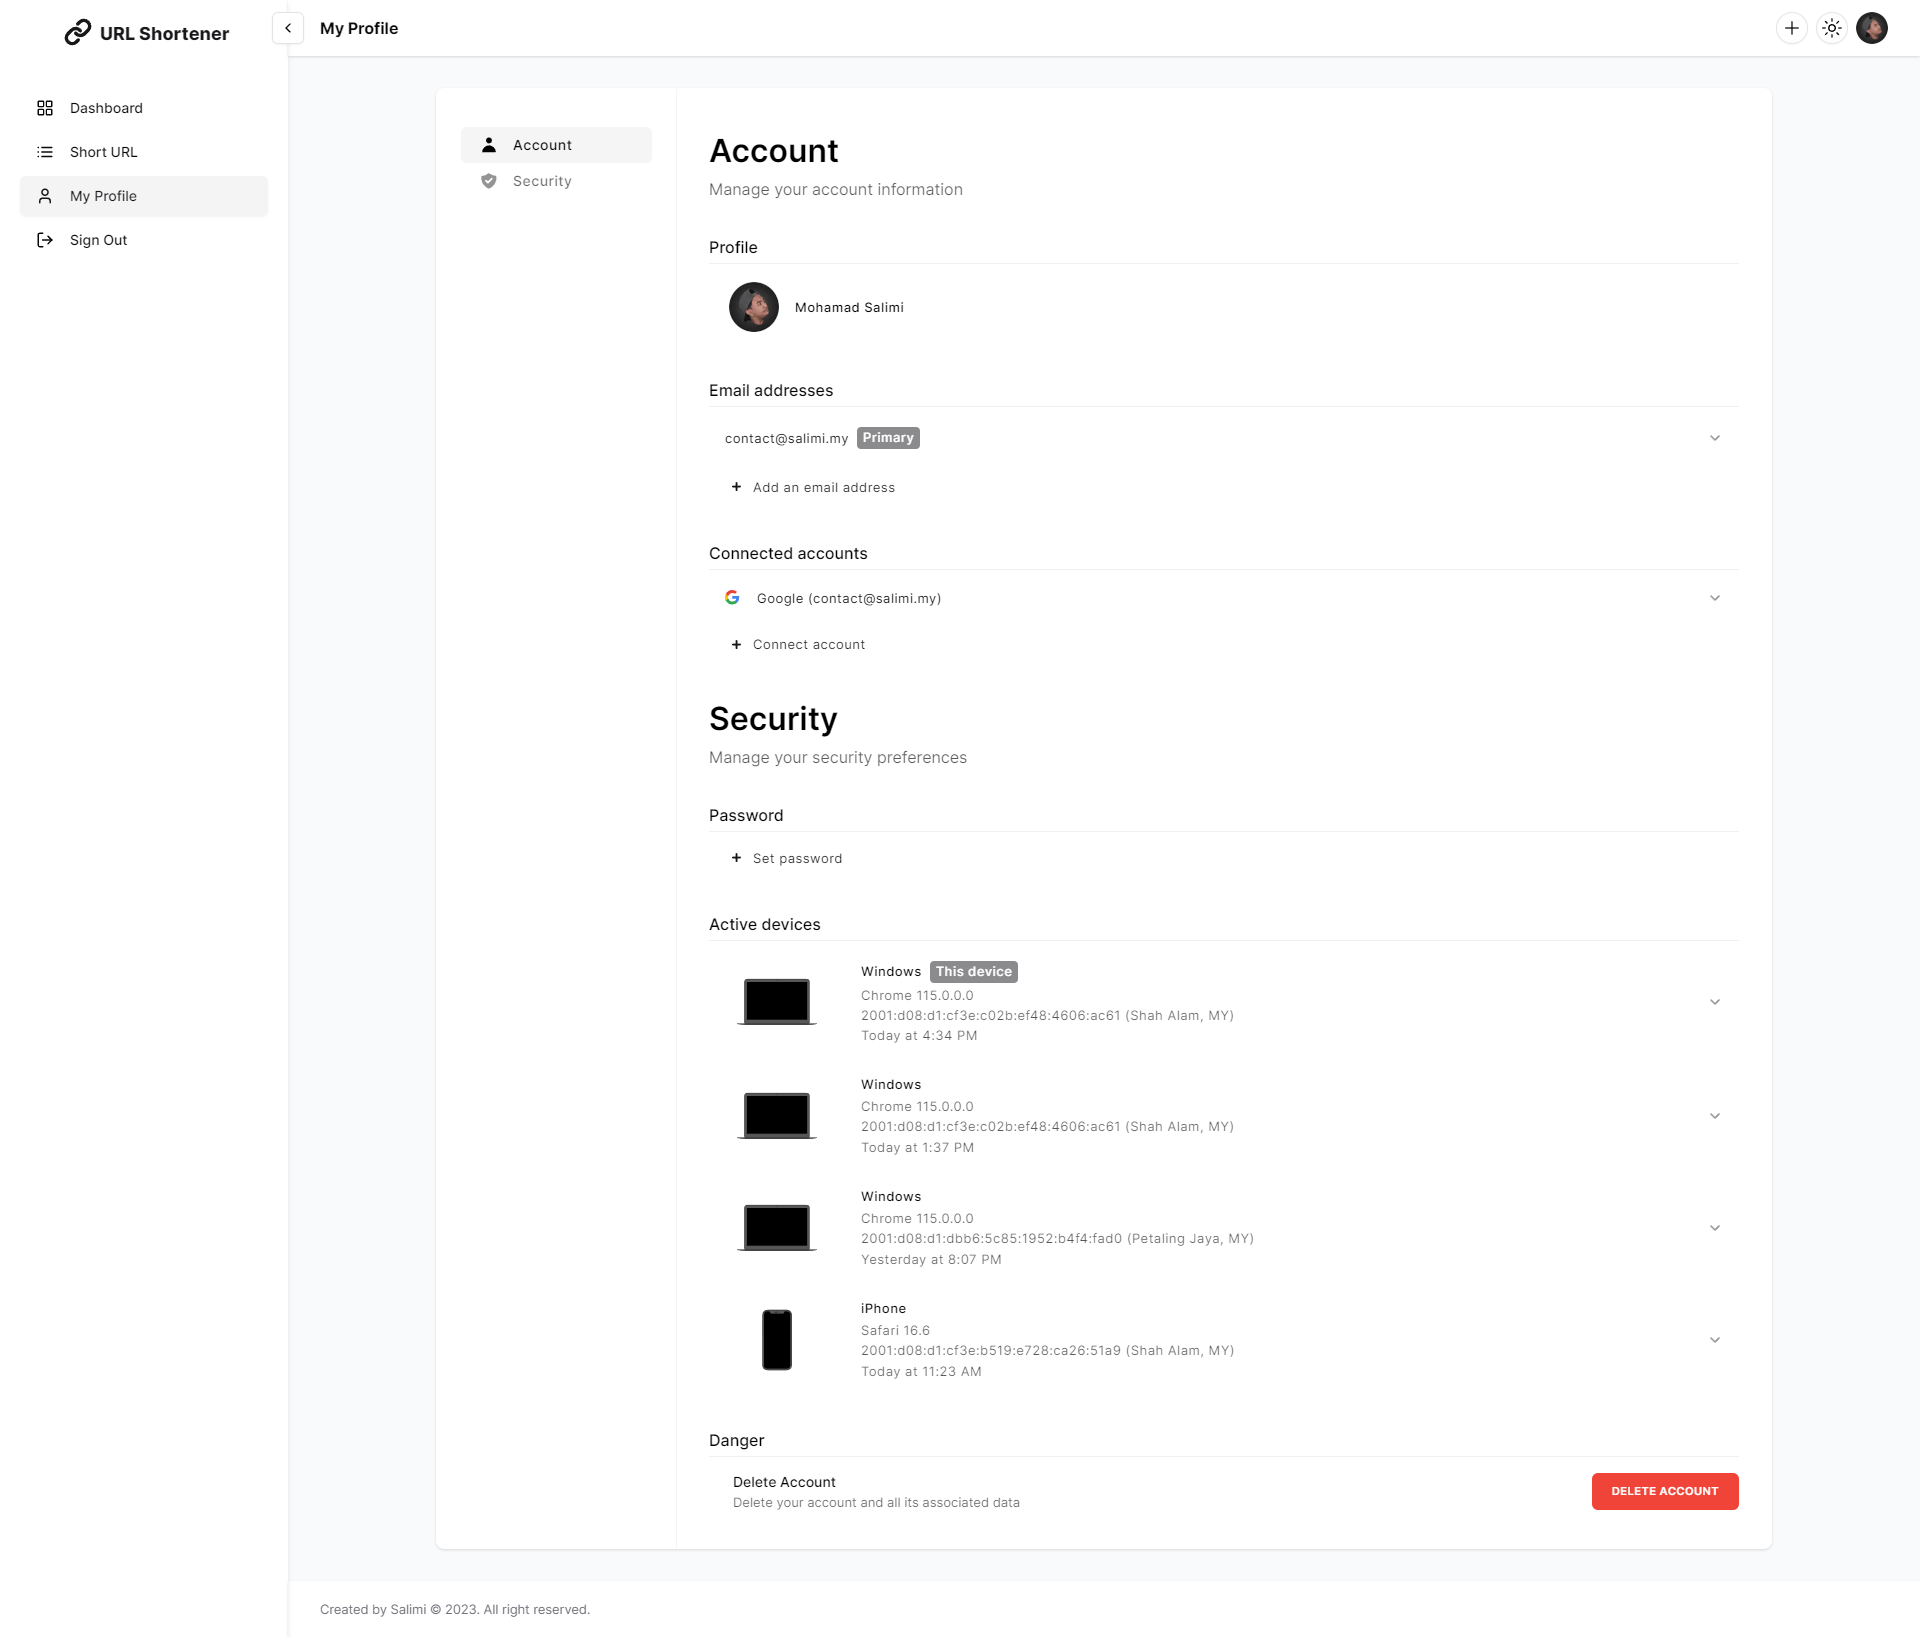 URL Shortener
Dashboard
Short URL
My Profile
Sign Out
My Profile
Account
Security
Account
Manage your account information
Profile
Mohamad Salimi
Email addresses
contact@salimi.my Primary
Add an email address
Connected accounts
Google (contact@salimi.my)
Connect account
Security
Manage your security preferences
Password
Set password
Active devices
Windows This device
Chrome 115.0.0.0
2001:d08:d1:cf3e:c02b:ef48:4606:ac61 (Shah Alam, MY)
Today at 4:34 PM
Windows
Chrome 115.0.0.0
2001:d08:d1:cf3e:c02b:ef48:4606:ac61 (Shah Alam, MY)
Today at 1:37 PM
Windows
Chrome 115.0.0.0
2001:d08:d1:dbb6:5c85:1952:b4f4:fad0 (Petaling Jaya, MY)
Yesterday at 8:07 PM
iPhone
Safari 16.6
2001:d08:d1:cf3e:b519:e728:ca26:51a9 (Shah Alam, MY)
Today at 11:23 AM
Danger
Delete Account
Delete your account and all its associated data
DELETE ACCOUNT
Created by Salimi © 2023. All right reserved.